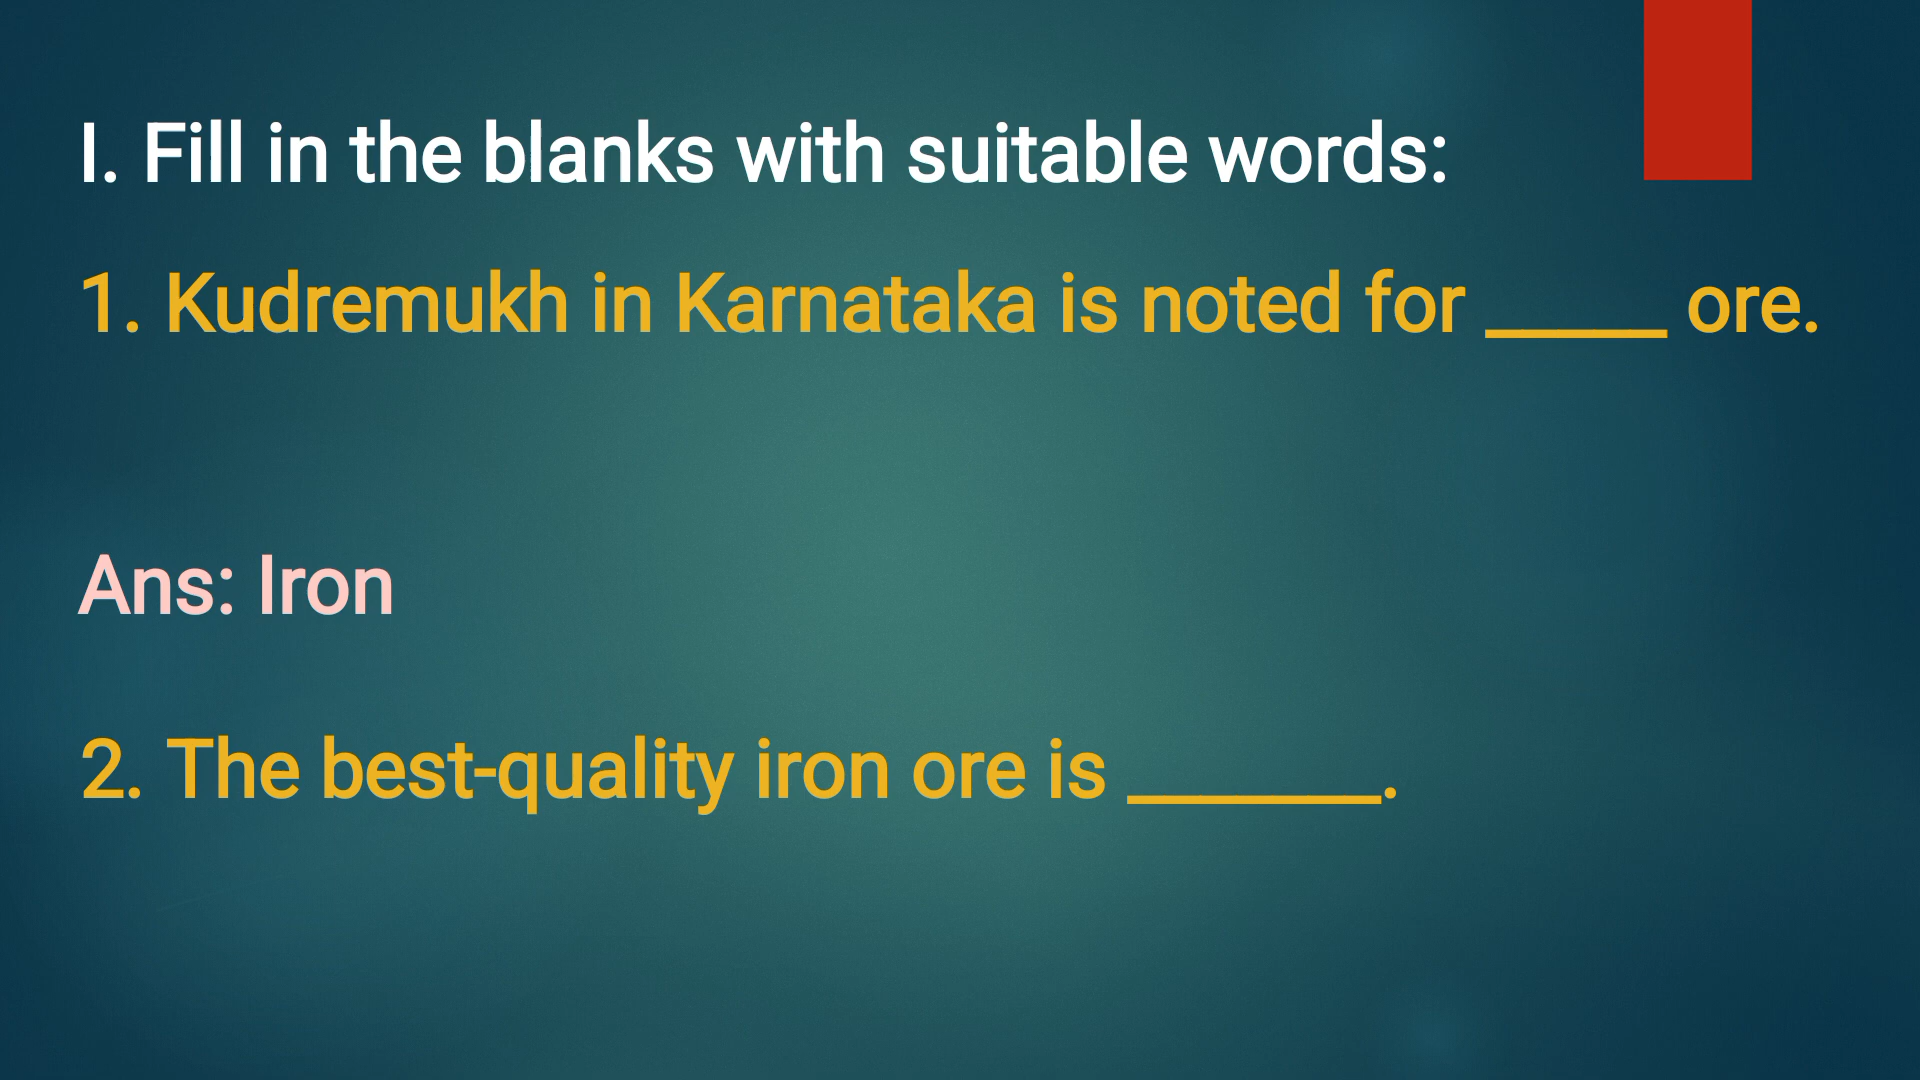 I. Fill in the blanks with suitable words:
1. Kudremukh in Karnataka is noted for _____ ore.
Ans: Iron
2. The best-quality iron ore is _______.